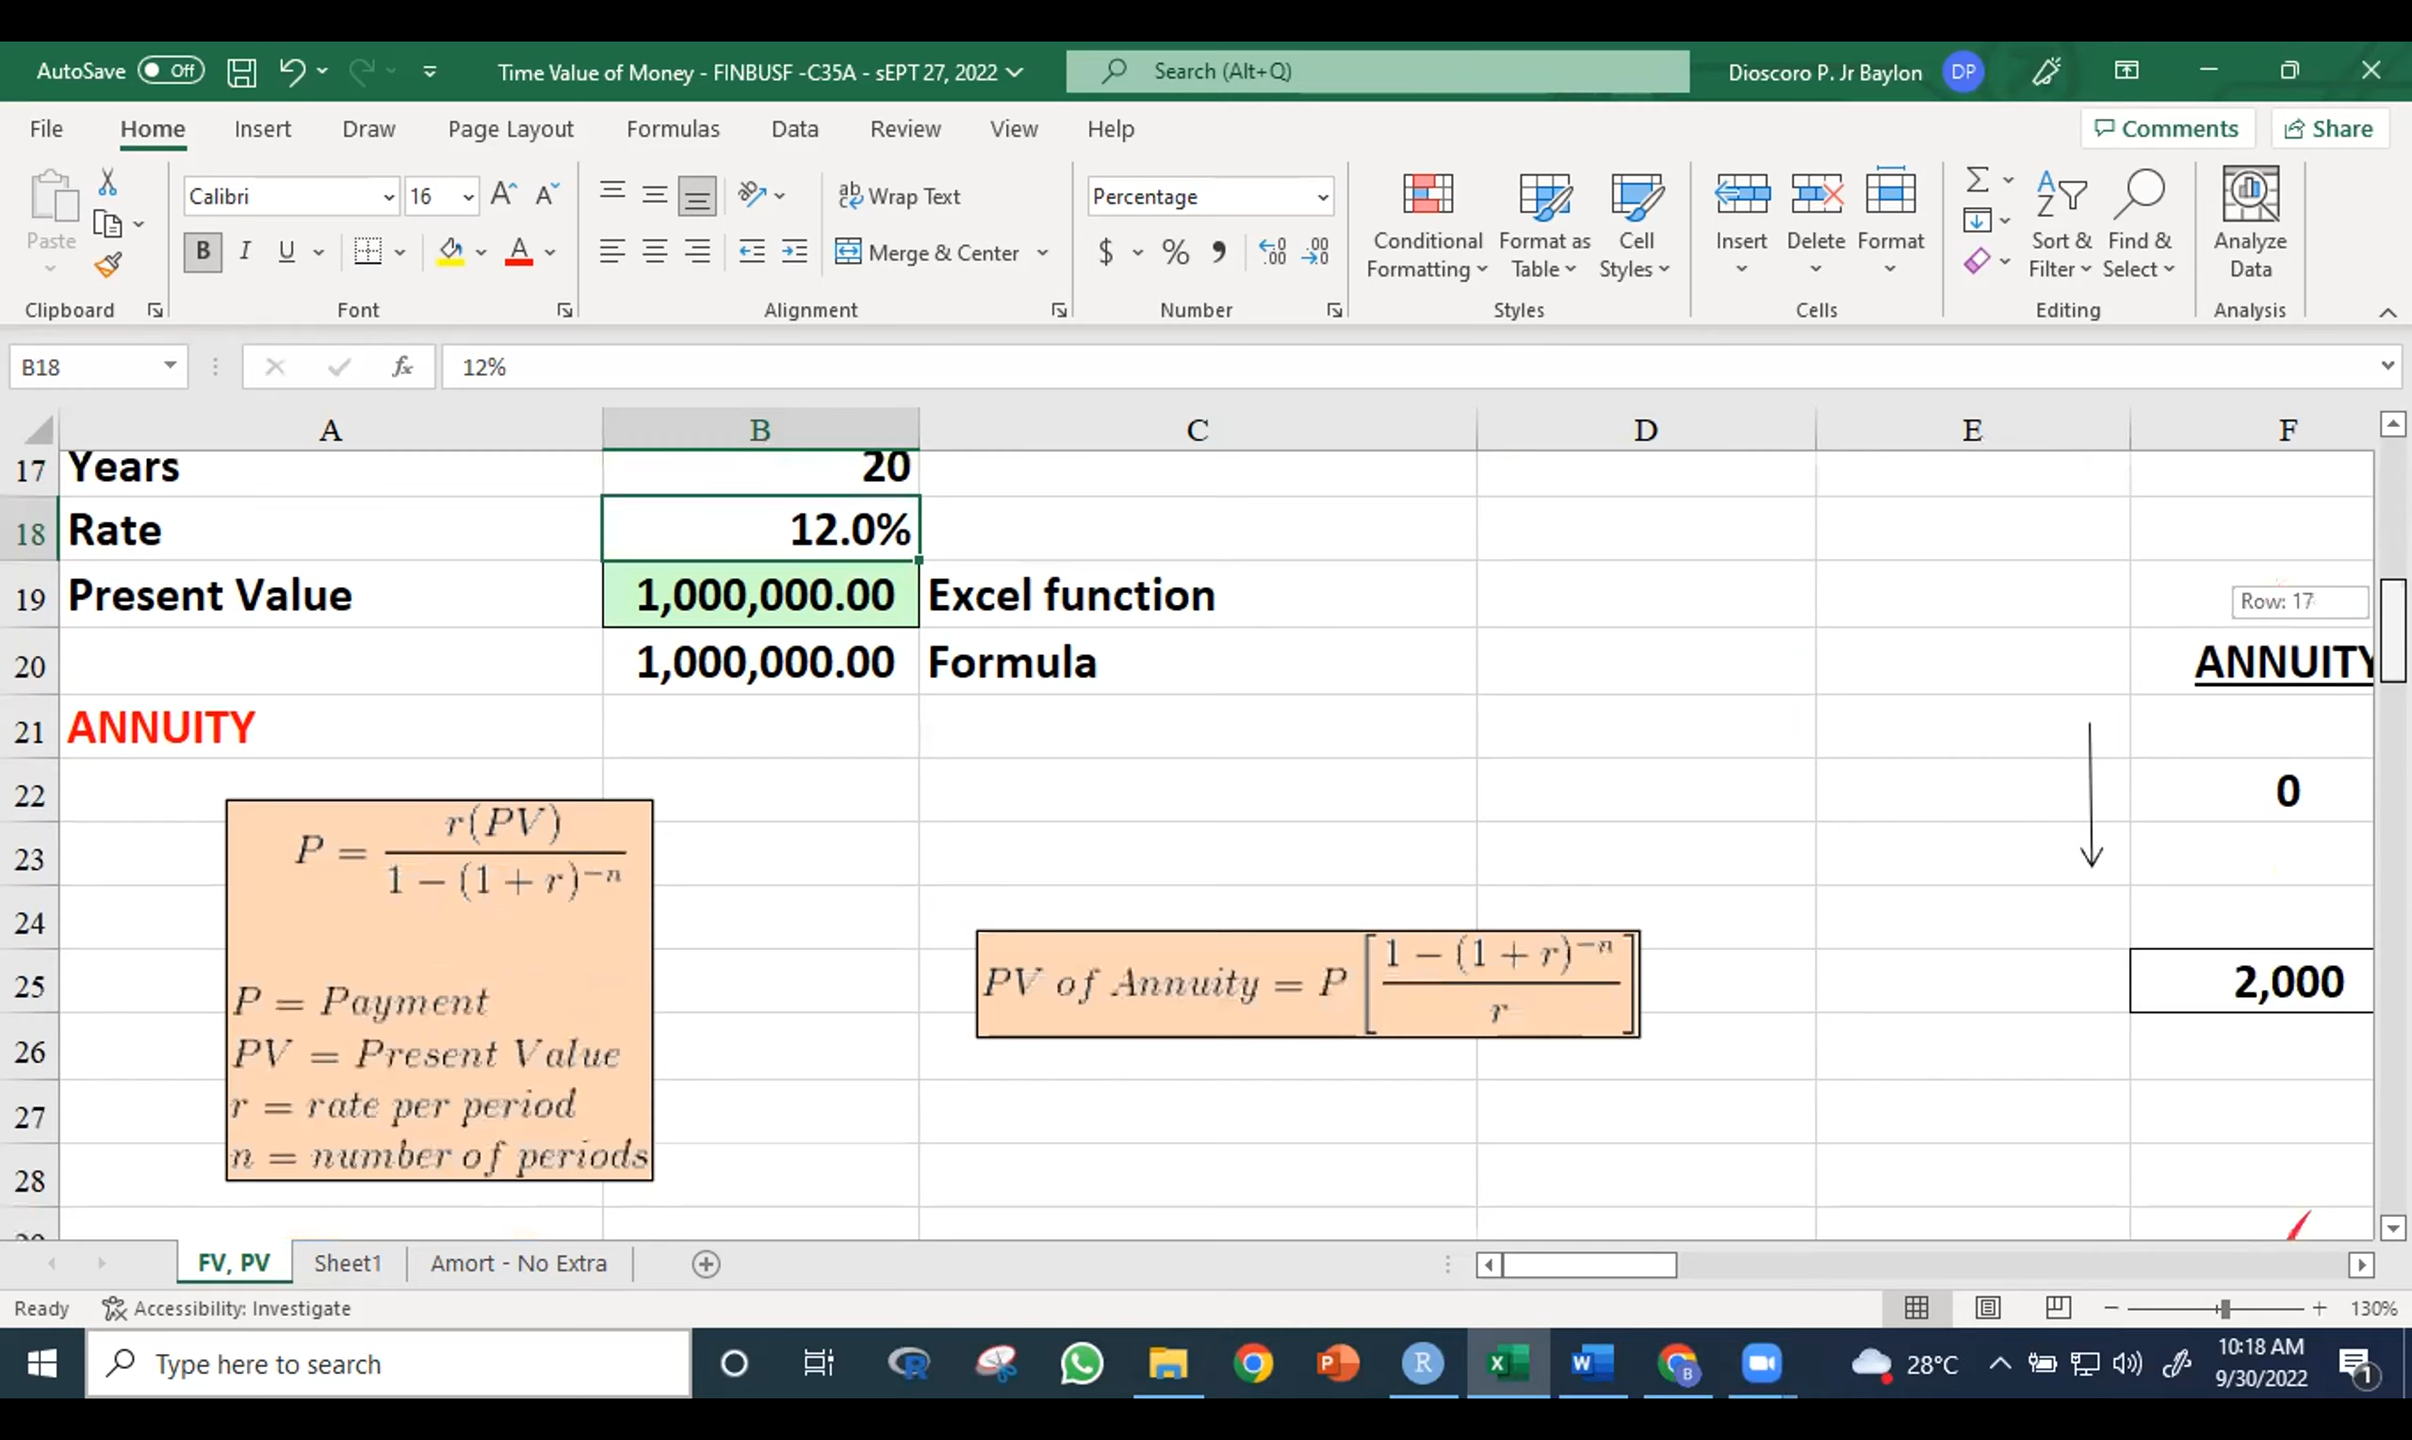 AutoSave Off Time Value of Money - FINBUSF -C35A - sEPT 27, 2022 Search (Alt+Q) Dioscoro P. Jr Baylon DP
File Home Insert Draw Page Layout Formulas Data Review View Help Comments Share
Paste Calibri 16 A A ab Wrap Text Percentage Conditional Formatting Format as Table Cell Styles Insert Delete Format Sort & Filter Find & Select Analyze Data
B I U A Merge & Center $ % , .00 .00
Clipboard Font Alignment Number Styles Cells Editing Analysis
B18 fx 12%
A B C D E F
17 Years 20
18 Rate 12.0%
19 Present Value 1,000,000.00 Excel function Row: 17
20 1,000,000.00 Formula ANNUITY
21 ANNUITY
22 0
23 P = r(PV) / 1 − (1 + r)^−n
24
25 PV of Annuity = P [ 1 − (1 + r)^−n / r ] 2,000
P = Payment
26 PV = Present Value
27 r = rate per period
28 n = number of periods
FV, PV Sheet1 Amort - No Extra
Ready Accessibility: Investigate 130%
Type here to search 28°C 10:18 AM
9/30/2022 1